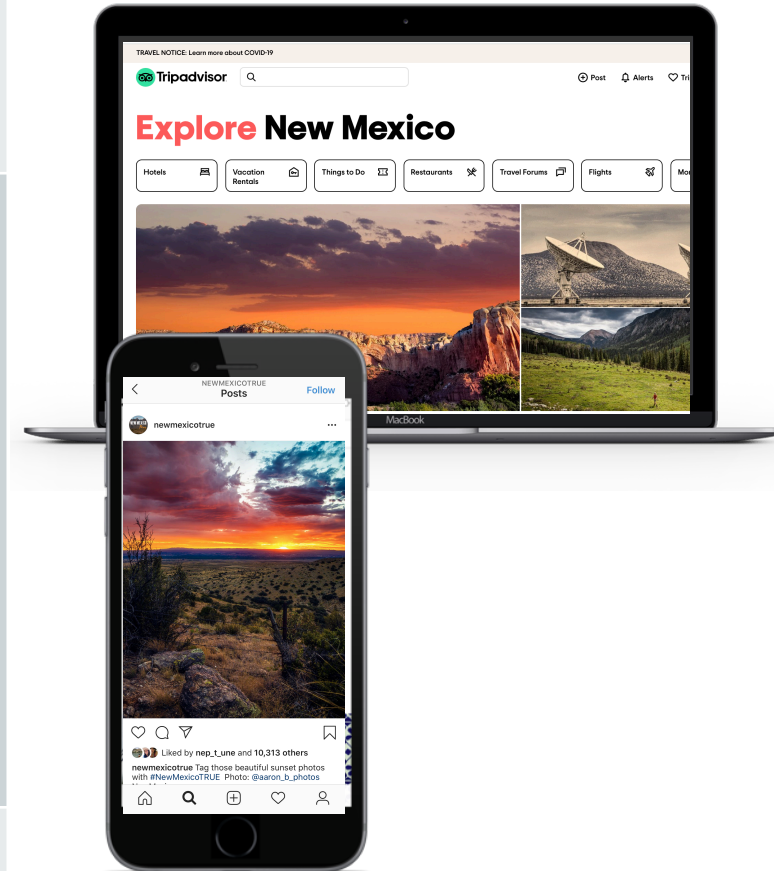 TRAVEL NOTICE: Learn more about COVID-19
Tripadvisor
Post
Alerts
Tri
Explore New Mexico
Hotels
Vacation
Rentals
Things to Do
Restaurants
Travel Forums
Flights
Mor
MacBook
NEWMEXICOTRUE
Posts
Follow
newmexicotrue
Liked by nep_t_une and 10,313 others
newmexicotrue Tag those beautiful sunset photos
with #NewMexicoTRUE Photo: @aaron_b_photos